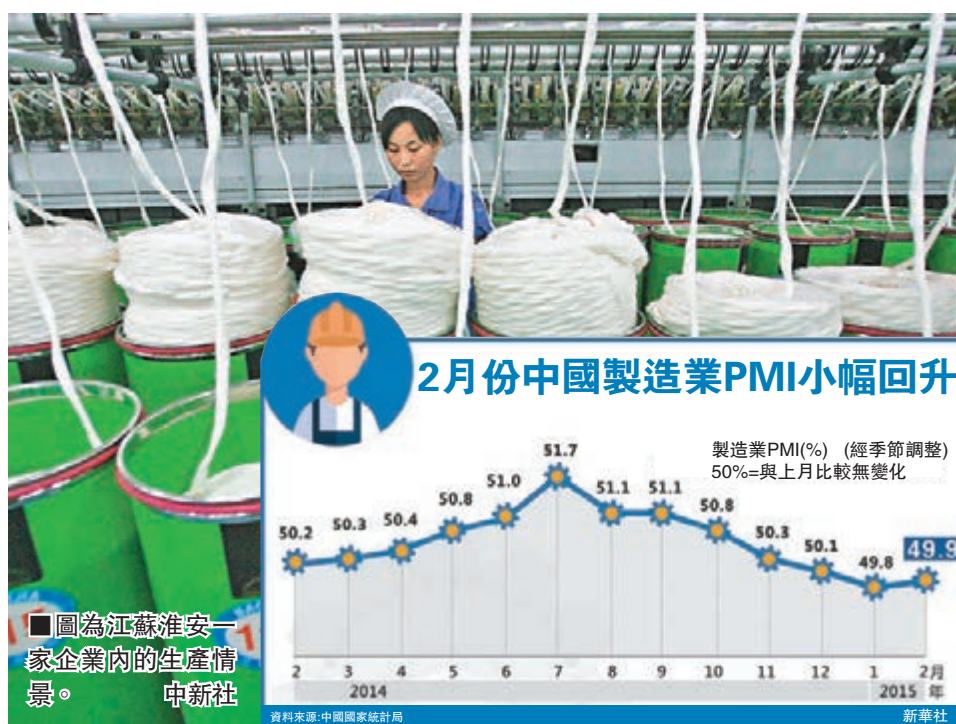 2月份中國製造業PMI小幅回升
製造業PMI(%) (經季節調整)
50%=與上月比較無變化
50.2 50.3 50.4 50.8 51.0 51.7 51.1 51.1 50.8 50.3 50.1 49.8 49.9
2 3 4 5 6 7 8 9 10 11 12 1 2月
2014 2015 年
資料來源:中國國家統計局 新華社
■圖為江蘇淮安一
家企業內的生產情
景。 中新社